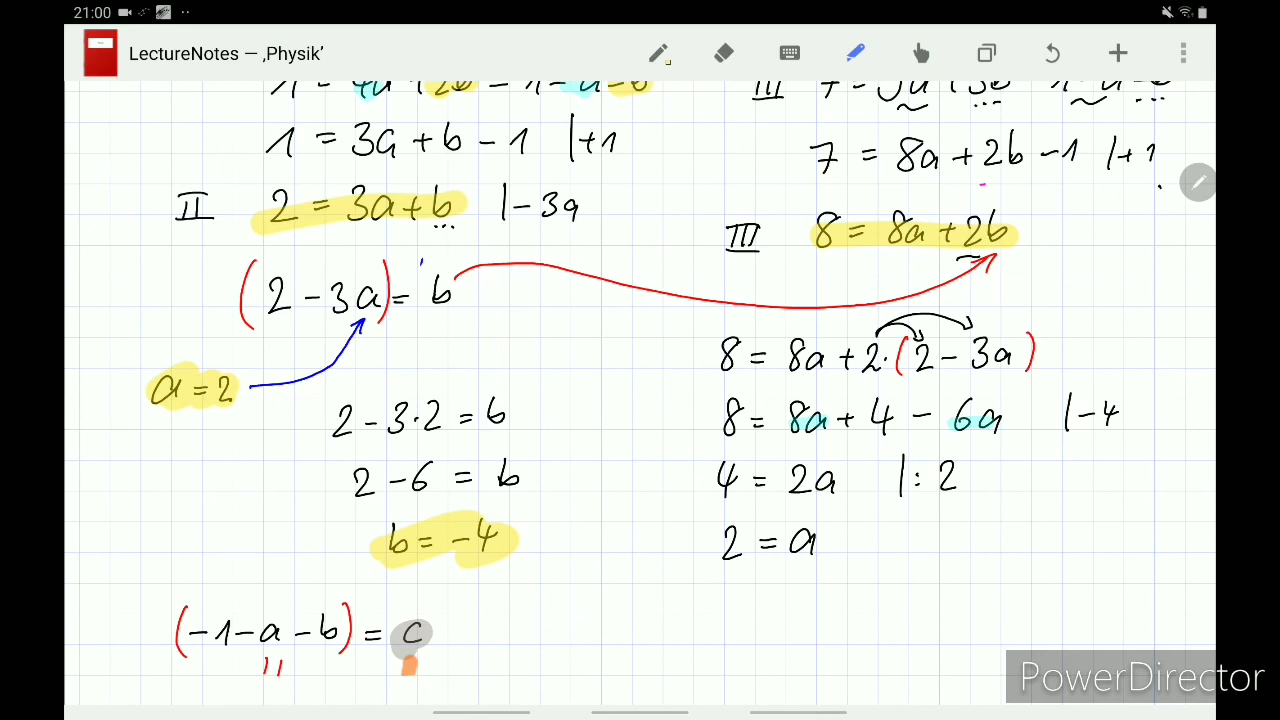 21:00
LectureNotes — ‚Physik'
1 = 3a + b - 1 |+1
II 2 = 3a + b |-3a
(2 - 3a) = b
a = 2
2 - 3·2 = b
2 - 6 = b
b = -4
(-1 - a - b) = c
7 = 8a + 2b - 1 |+1
III 8 = 8a + 2b
8 = 8a + 2·(2 - 3a)
8 = 8a + 4 - 6a |-4
4 = 2a |:2
2 = a
PowerDirector